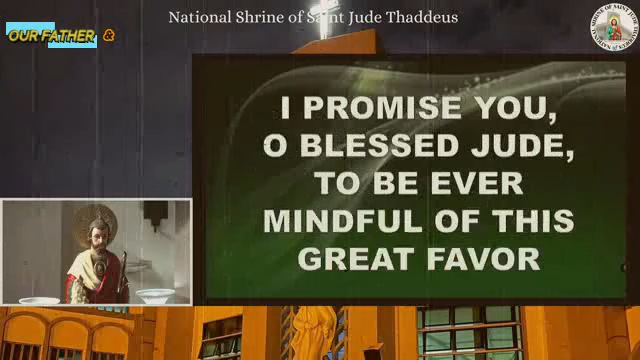 National Shrine of Saint Jude Thaddeus
OUR FATHER &
I PROMISE YOU,
O BLESSED JUDE,
TO BE EVER
MINDFUL OF THIS
GREAT FAVOR